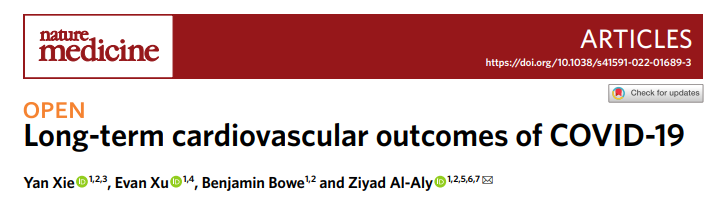 nature
medicine
ARTICLES
https://doi.org/10.1038/s41591-022-01689-3
Check for updates
OPEN
Long-term cardiovascular outcomes of COVID-19
Yan Xie 1,2,3, Evan Xu 1,4, Benjamin Bowe1,2 and Ziyad Al-Aly 1,2,5,6,7